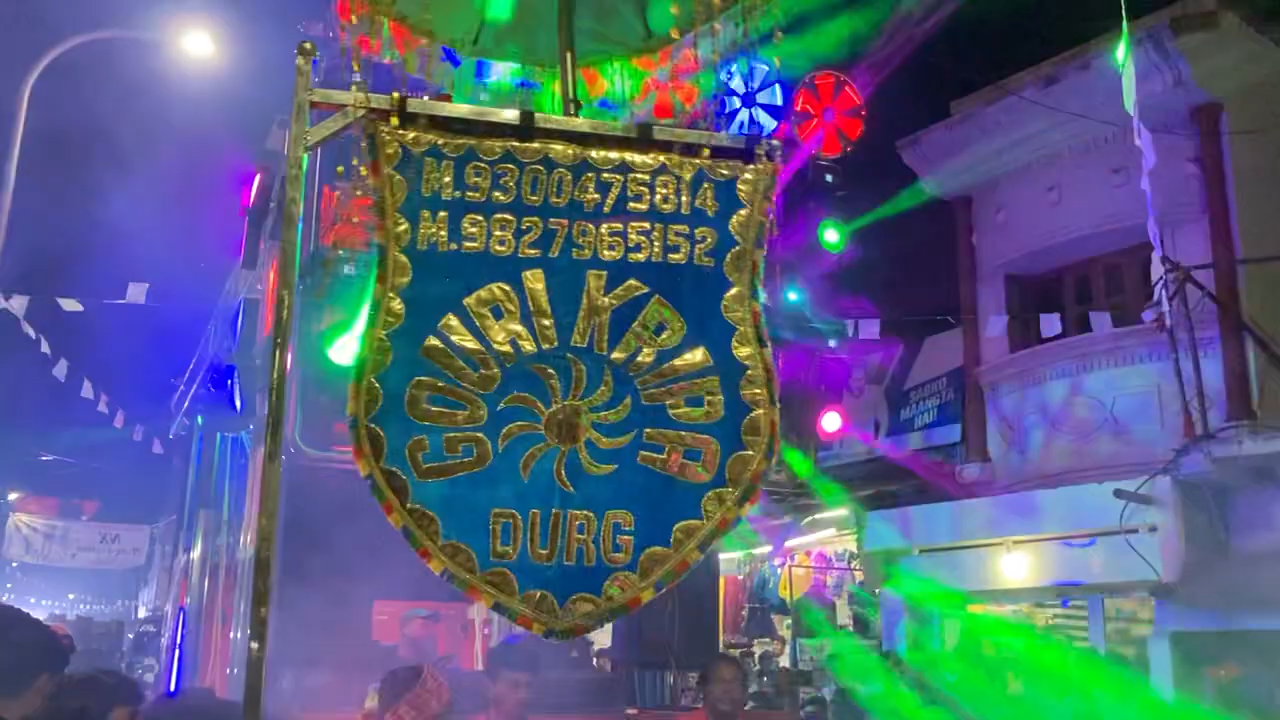 M.9300475814
M.9827965152
GOURI KRIPA
DURG
SABKO
MAANGTA
HAI!